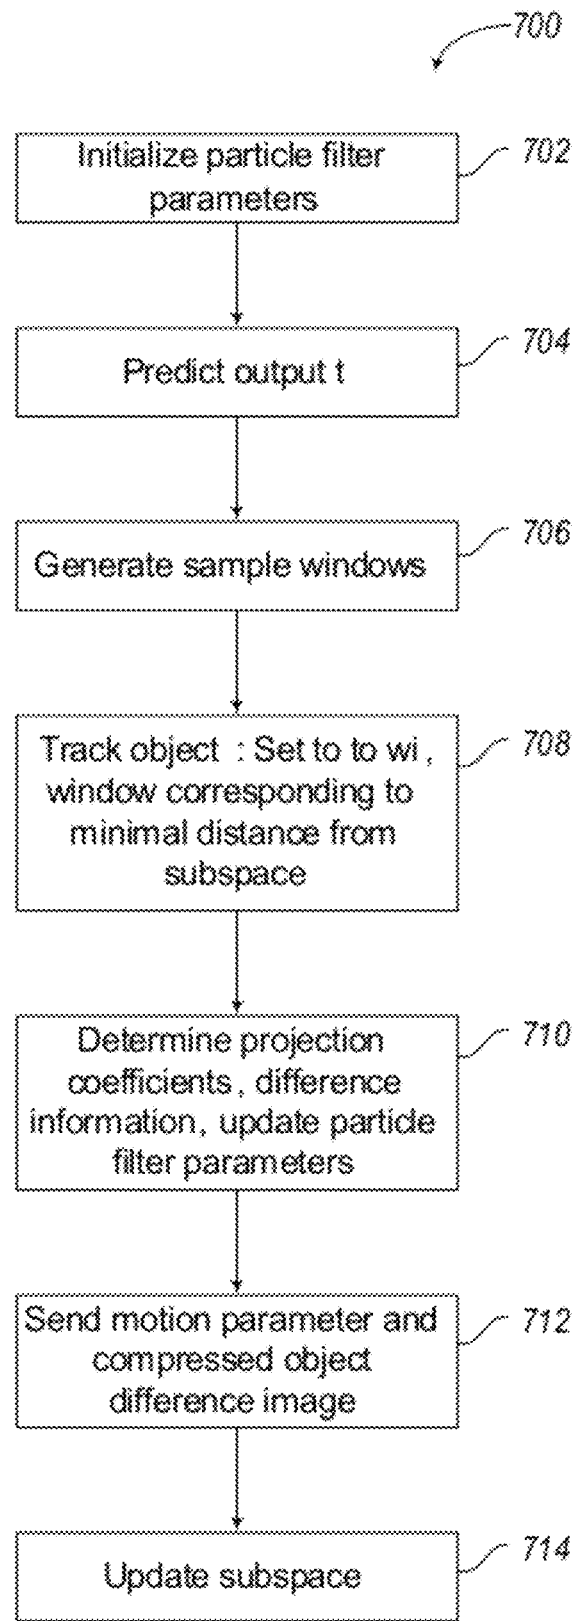 700
Initialize particle filter
parameters
702
Predict output t
704
Generate sample windows
706
Track object : Set to to wi,
window corresponding to
minimal distance from
subspace
708
Determine projection
coefficients, difference
information, update particle
filter parameters
710
Send motion parameter and
compressed object
difference image
712
Update subspace
714